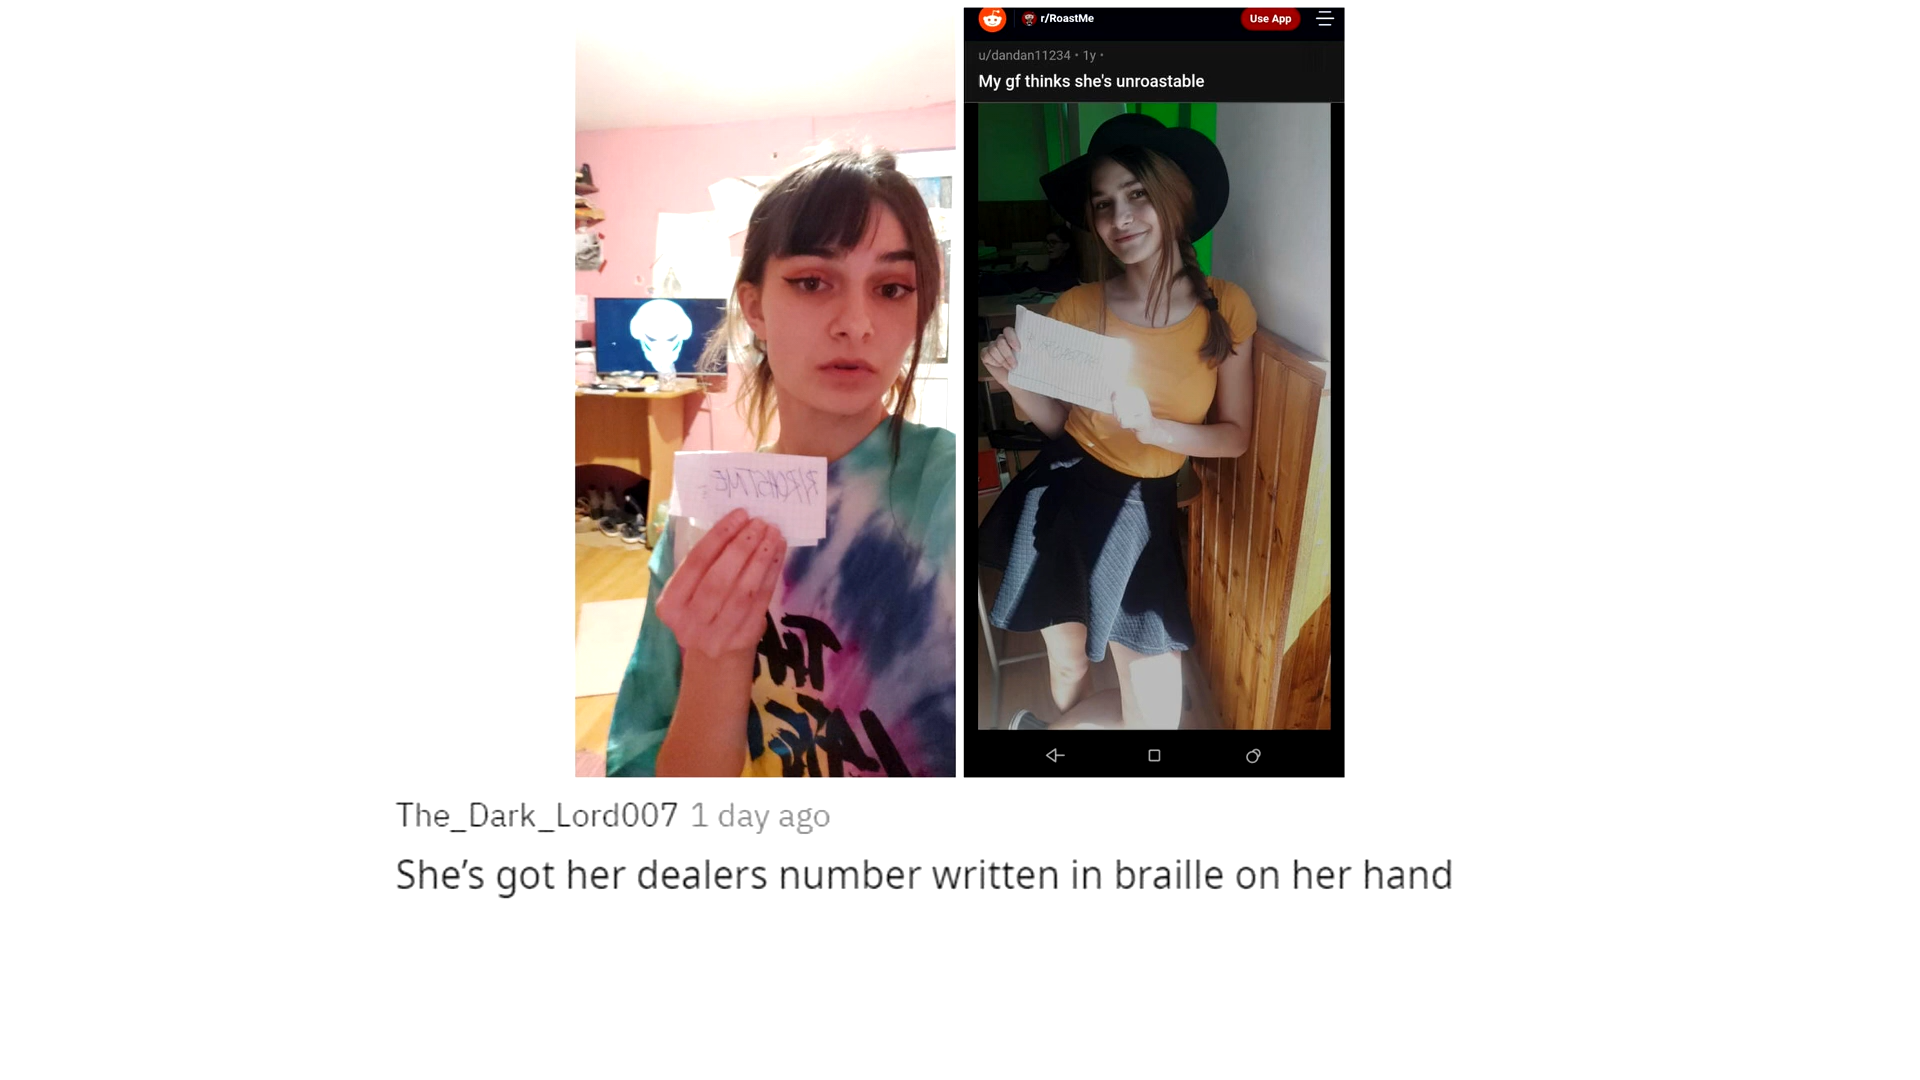 r/RoastMe
Use App
u/dandan11234 • 1y •
My gf thinks she's unroastable
R/ROASTME
The_Dark_Lord007 1 day ago
She’s got her dealers number written in braille on her hand